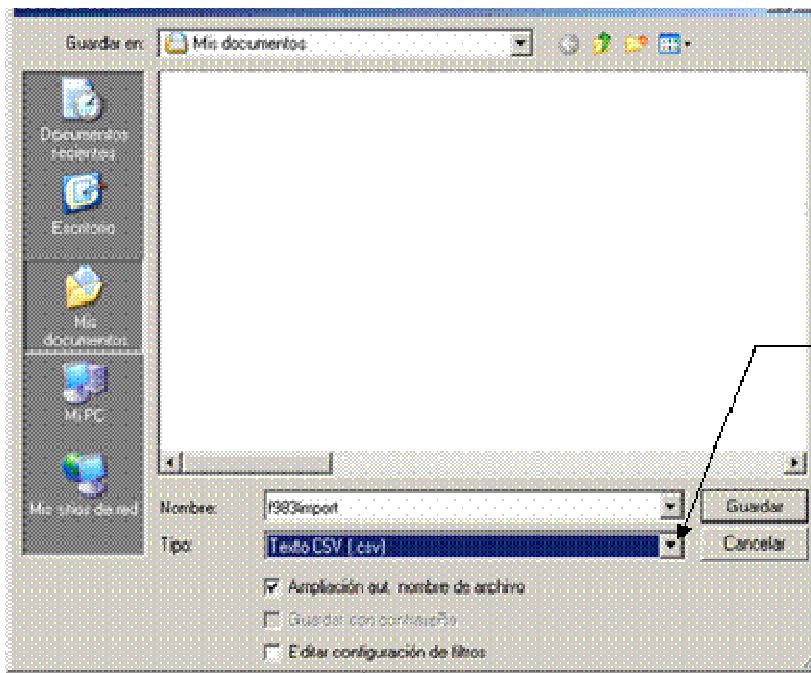 Guardar en:
Mis documentos
Documentos
recientes
Escritorio
Mis
documentos
Mi PC
Mis sitios de red
Nombre:
f983import
Guardar
Tipo:
Texto CSV (.csv)
Cancelar
Ampliación aut. nombre de archivo
Guardar con contraseña
Editar configuración de filtros